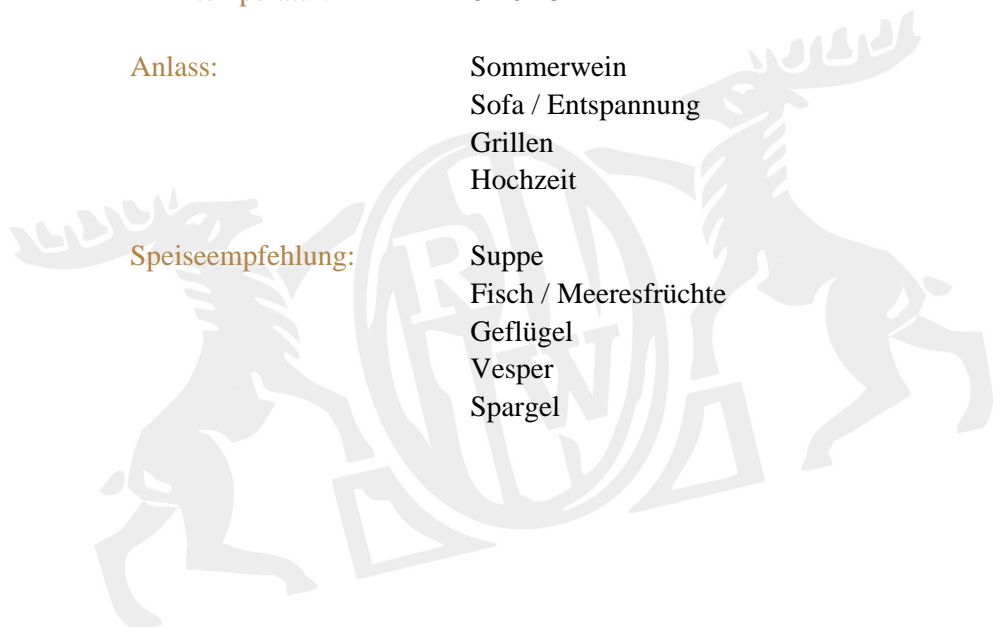 Anlass: Sommerwein
Sofa / Entspannung
Grillen
Hochzeit
Speiseempfehlung: Suppe
Fisch / Meeresfrüchte
Geflügel
Vesper
Spargel
R
W